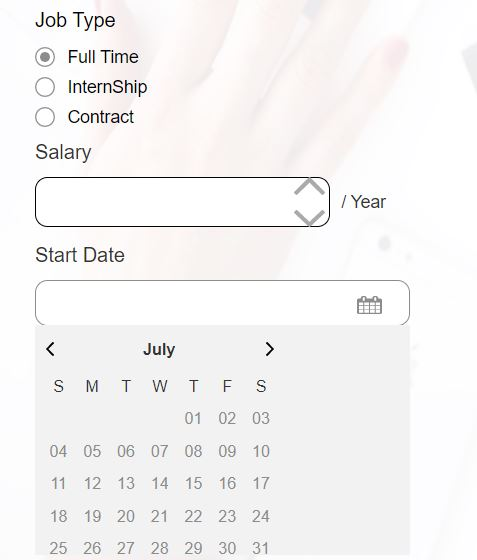 Job Type
Full Time
InternShip
Contract
Salary
/ Year
Start Date
July
S M T W T F S
01 02 03
04 05 06 07 08 09 10
11 12 13 14 15 16 17
18 19 20 21 22 23 24
25 26 27 28 29 30 31